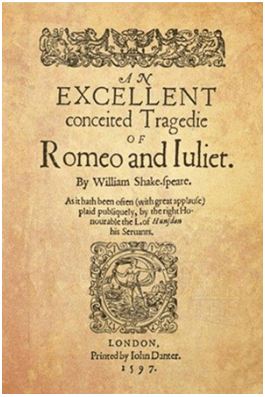 AN
EXCELLENT
conceited Tragedie
OF
Romeo and Iuliet.
By William Shake-speare.
As it hath been often (with great applause)
plaid publiquely, by the right Ho-
nourable the L. of Hunsdon
his Seruants.
LONDON,
Printed by Iohn Danter.
1597.